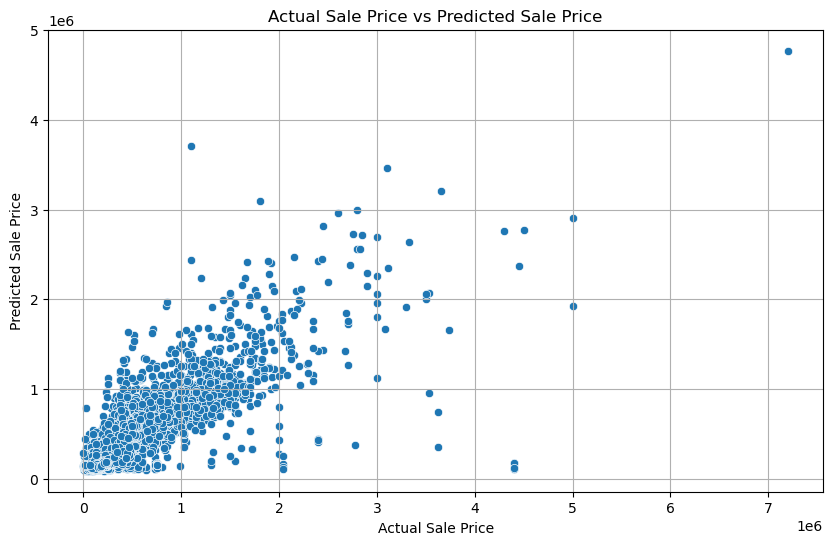 Actual Sale Price vs Predicted Sale Price
1e6
5
4
3
2
1
0
Predicted Sale Price
0 1 2 3 4 5 6 7
1e6
Actual Sale Price